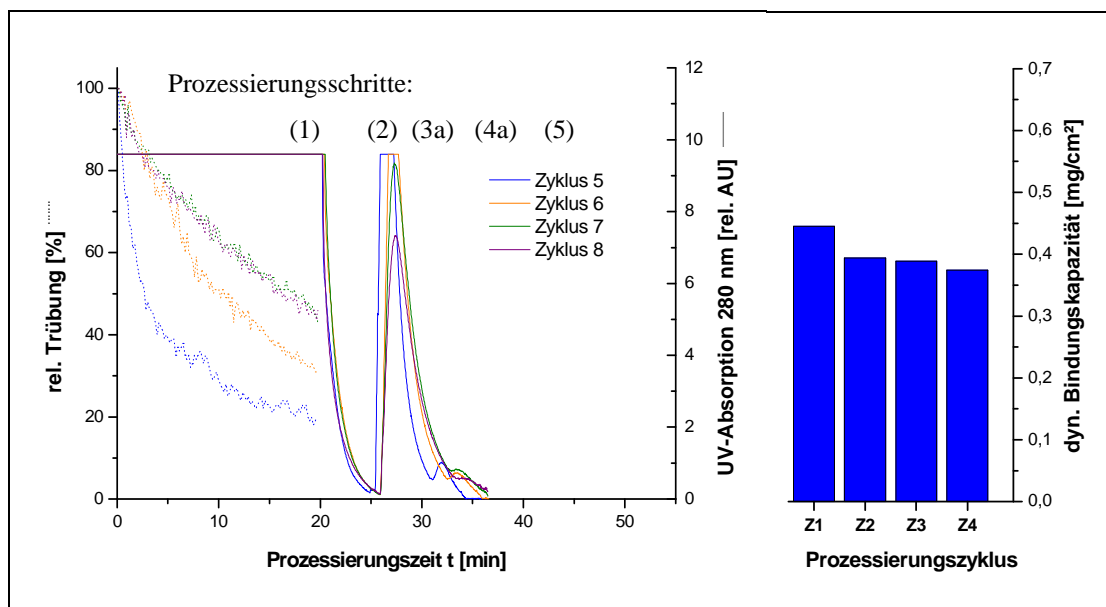 Prozessierungsschritte:
(1) (2) (3a) (4a) (5)
Zyklus 5
Zyklus 6
Zyklus 7
Zyklus 8
rel. Trübung [%]
100
80
60
40
20
0
0 10 20 30 40 50
Prozessierungszeit t [min]
12
10
8
6
4
2
0
UV-Absorption 280 nm [rel. AU]
Z1 Z2 Z3 Z4
Prozessierungszyklus
0,7
0,6
0,5
0,4
0,3
0,2
0,1
0,0
dyn. Bindungskapazität [mg/cm²]